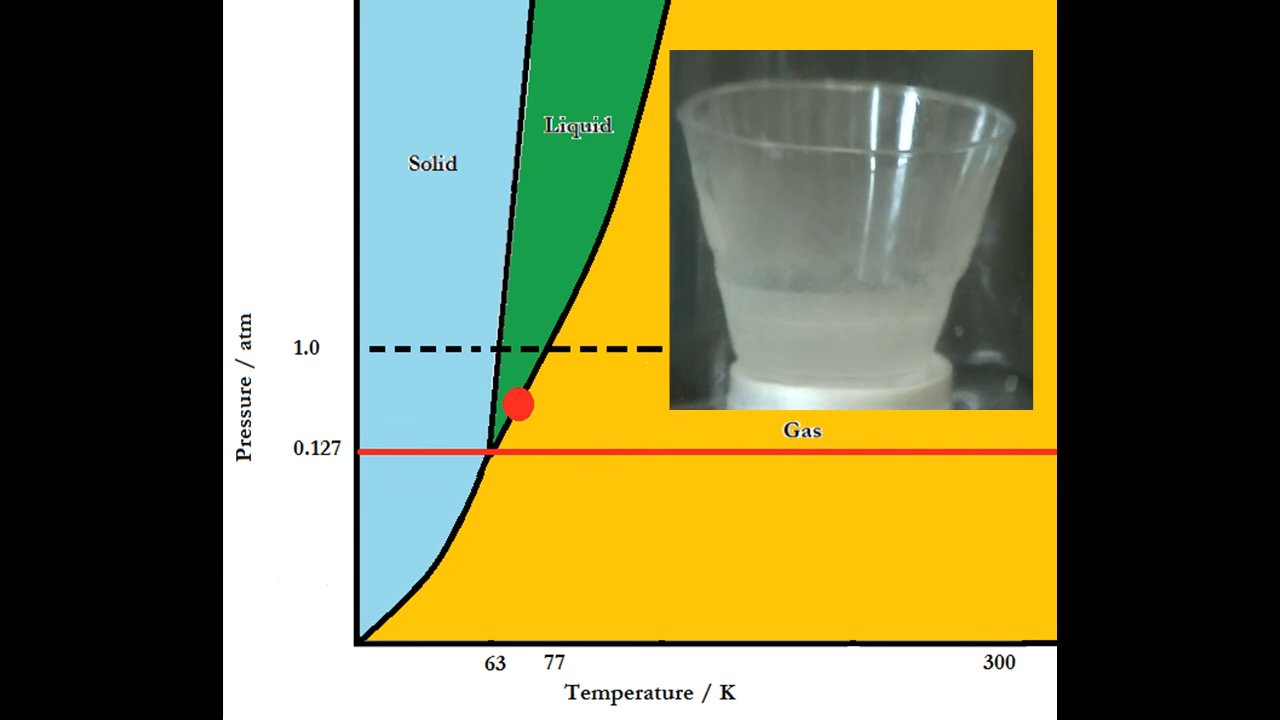 Liquid
Solid
1.0
Pressure / atm
Gas
0.127
63
77
300
Temperature / K